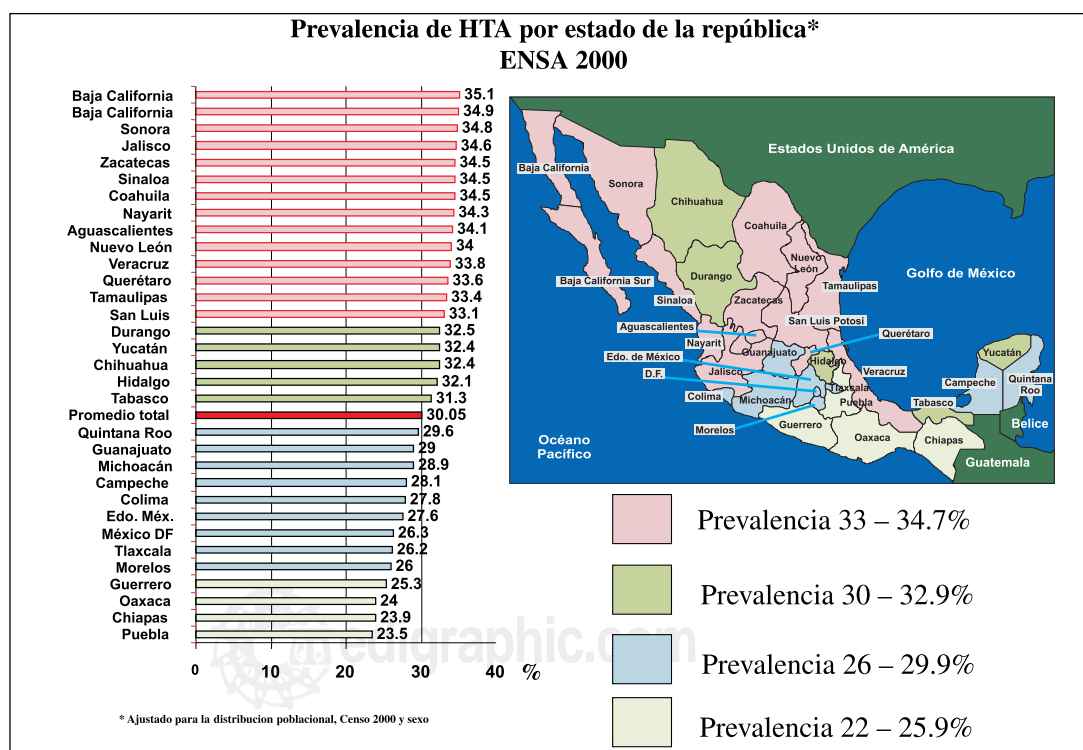 Prevalencia de HTA por estado de la república*
ENSA 2000
Baja California 35.1
Baja California 34.9
Sonora 34.8
Jalisco 34.6
Zacatecas 34.5
Sinaloa 34.5
Coahuila 34.5
Nayarit 34.3
Aguascalientes 34.1
Nuevo León 34
Veracruz 33.8
Querétaro 33.6
Tamaulipas 33.4
San Luis 33.1
Durango 32.5
Yucatán 32.4
Chihuahua 32.4
Hidalgo 32.1
Tabasco 31.3
Promedio total 30.05
Quintana Roo 29.6
Guanajuato 29
Michoacán 28.9
Campeche 28.1
Colima 27.8
Edo. Méx. 27.6
México DF 26.3
Tlaxcala 26.2
Morelos 26
Guerrero 25.3
Oaxaca 24
Chiapas 23.9
Puebla 23.5
0 10 20 30 40 %
* Ajustado para la distribucion poblacional, Censo 2000 y sexo
Estados Unidos de América
Baja California
Sonora
Chihuahua
Coahuila
Nuevo
León
Golfo de México
Durango
Baja California Sur
Tamaulipas
Sinaloa
Zacatecas
San Luis Potosí
Aguascalientes
Querétaro
Nayarit
Guanajuato
Edo. de México
Hidalgo
Yucatán
D.F.
Jalisco
Veracruz
Campeche
Quintana
Roo
Tlaxcala
Colima
Michoacán
Puebla
Tabasco
Morelos
Guerrero
Belice
Océano
Pacífico
Oaxaca
Chiapas
Guatemala
Prevalencia 33 – 34.7%
Prevalencia 30 – 32.9%
Prevalencia 26 – 29.9%
Prevalencia 22 – 25.9%
edigraphic.com